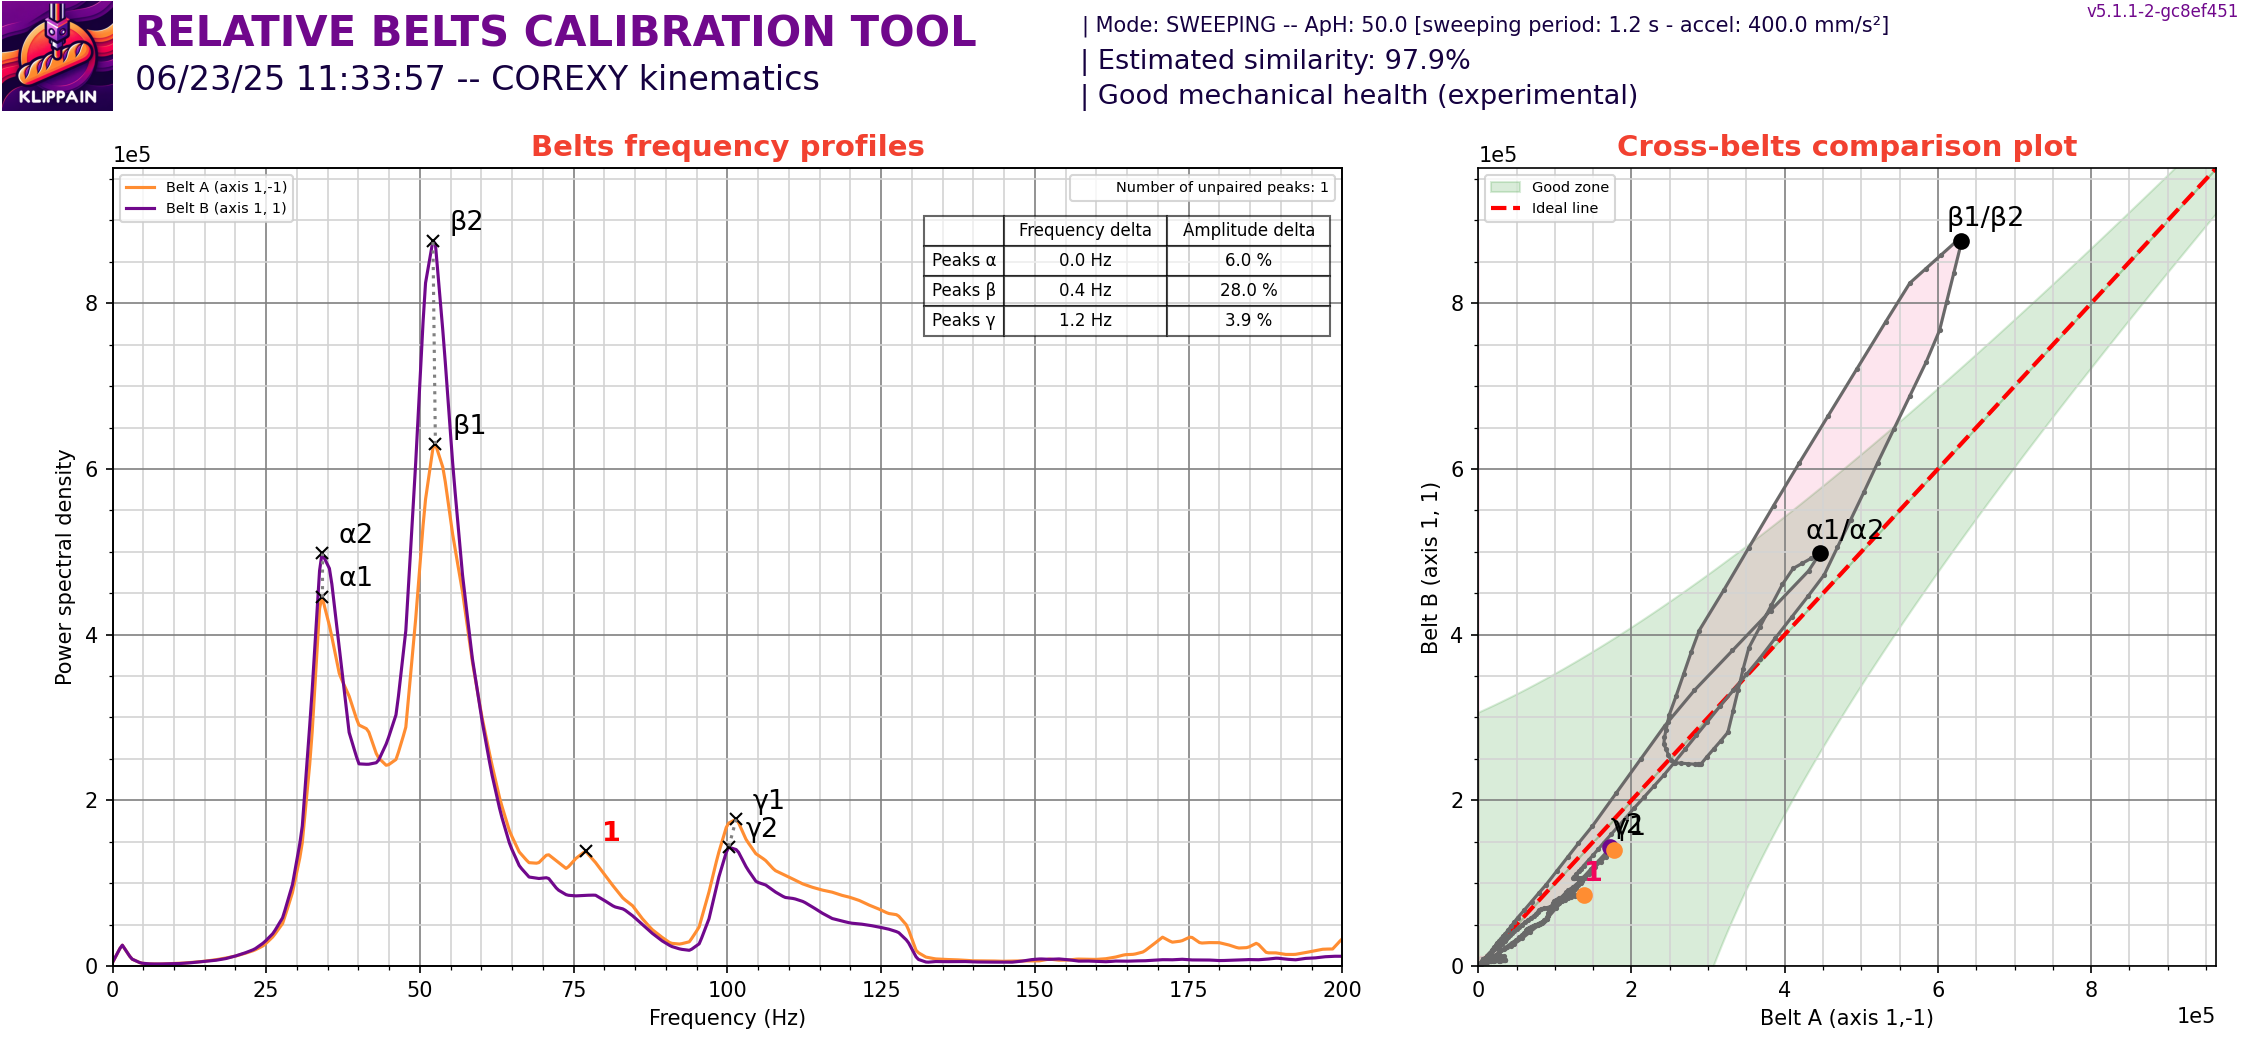 KLIPPAIN
RELATIVE BELTS CALIBRATION TOOL
06/23/25 11:33:57 -- COREXY kinematics
| Mode: SWEEPING -- ApH: 50.0 [sweeping period: 1.2 s - accel: 400.0 mm/s²]
| Estimated similarity: 97.9%
| Good mechanical health (experimental)
v5.1.1-2-gc8ef451
Belts frequency profiles
1e5
Belt A (axis 1,-1)
Belt B (axis 1, 1)
Number of unpaired peaks: 1
Frequency delta Amplitude delta
Peaks α 0.0 Hz 6.0 %
Peaks β 0.4 Hz 28.0 %
Peaks γ 1.2 Hz 3.9 %
β2
β1
α2
α1
1
γ1
γ2
Power spectral density
8
6
4
2
0
0 25 50 75 100 125 150 175 200
Frequency (Hz)
Cross-belts comparison plot
1e5
Good zone
Ideal line
β1/β2
α1/α2
γ2
γ1
1
Belt B (axis 1, 1)
8
6
4
2
0
0 2 4 6 8
Belt A (axis 1,-1)
1e5